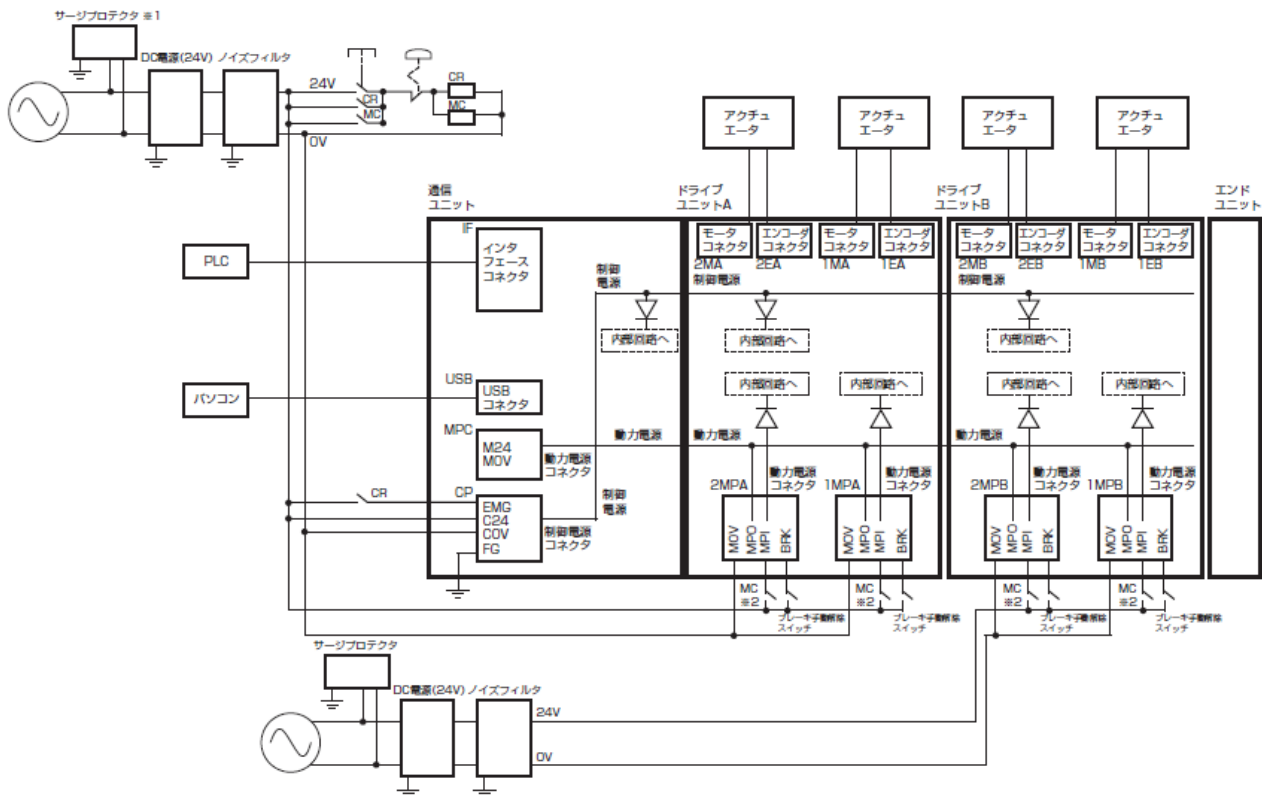 サージプロテクタ ※1
DC電源(24V) ノイズフィルタ
24V
CR
MC
0V
CR
MC
アクチュ
エータ
アクチュ
エータ
アクチュ
エータ
アクチュ
エータ
通信
ユニット
ドライブ
ユニットA
ドライブ
ユニットB
エンド
ユニット
IF
インタ
フェース
コネクタ
PLC
モータ
コネクタ
エンコーダ
コネクタ
モータ
コネクタ
エンコーダ
コネクタ
モータ
コネクタ
エンコーダ
コネクタ
モータ
コネクタ
エンコーダ
コネクタ
2MA
2EA
1MA
1EA
2MB
2EB
1MB
1EB
制御
電源
制御電源
制御電源
内部回路へ
内部回路へ
内部回路へ
USB
USB
コネクタ
パソコン
内部回路へ
内部回路へ
内部回路へ
内部回路へ
MPC
M24
MOV
動力電源
コネクタ
動力電源
動力電源
動力電源
CR
CP
EMG
C24
COV
FG
制御電源
コネクタ
制御
電源
2MPA
動力電源
コネクタ
1MPA
動力電源
コネクタ
2MPB
動力電源
コネクタ
1MPB
動力電源
コネクタ
MOV
MPO
MPI
BRK
MOV
MPO
MPI
BRK
MOV
MPO
MPI
BRK
MOV
MPO
MPI
BRK
MC
※2
ブレーキ手動解除
スイッチ
MC
※2
ブレーキ手動解除
スイッチ
MC
※2
ブレーキ手動解除
スイッチ
MC
※2
ブレーキ手動解除
スイッチ
サージプロテクタ
DC電源(24V) ノイズフィルタ
24V
0V